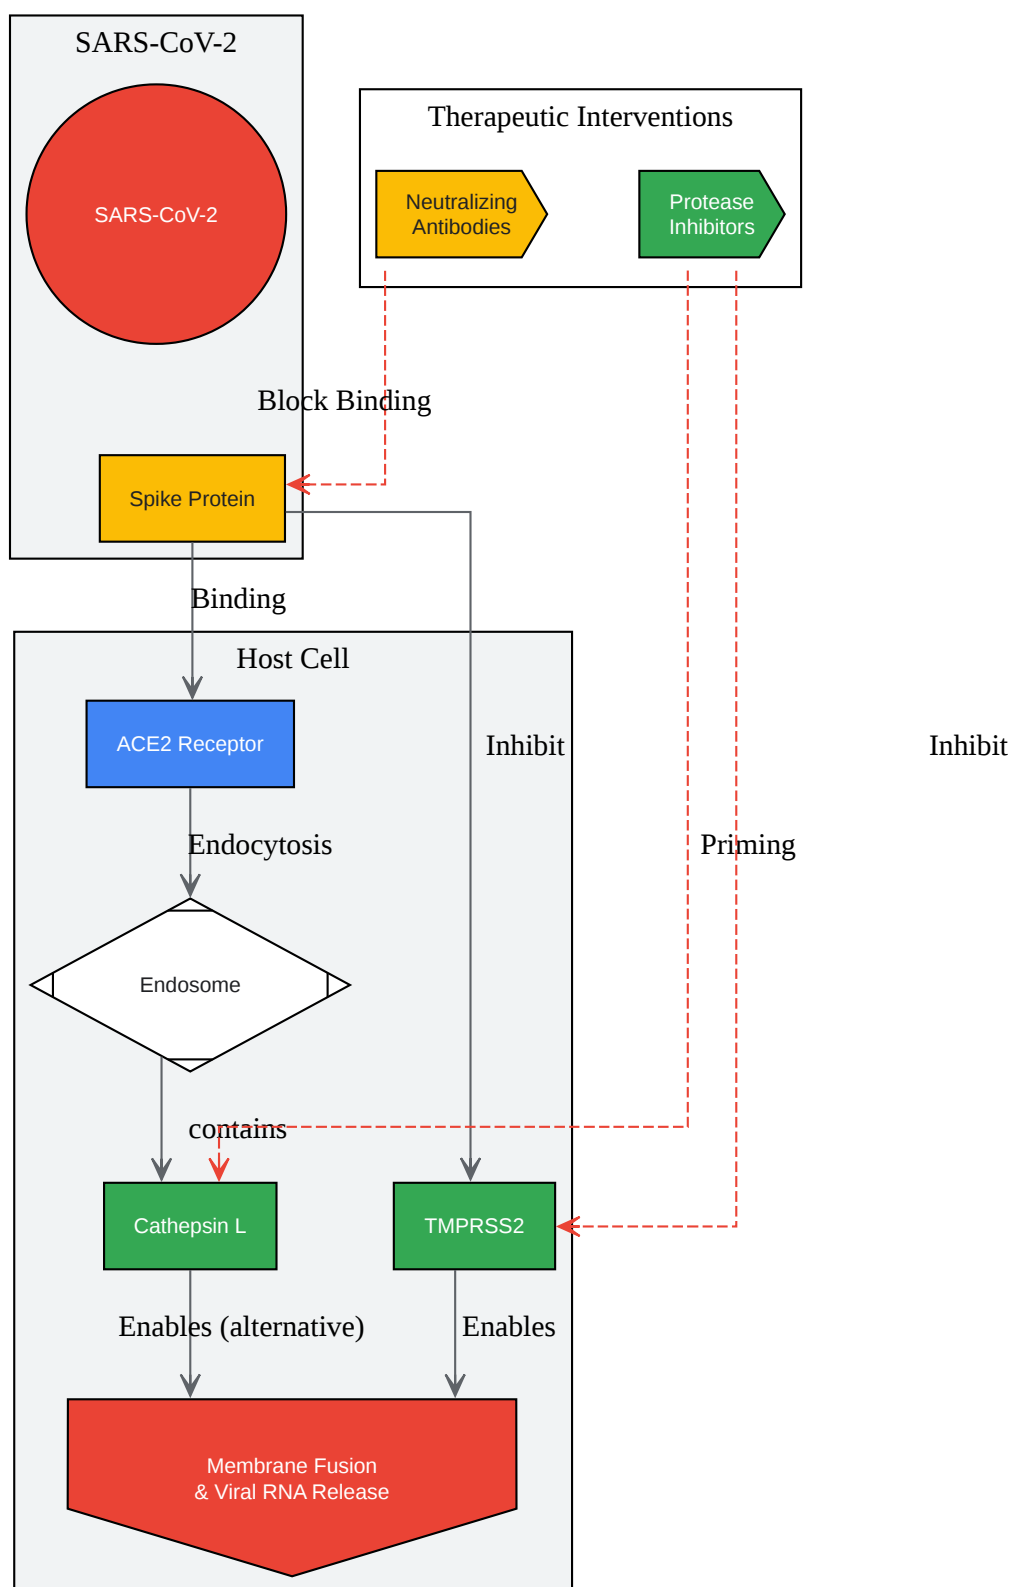 SARS-CoV-2
SARS-CoV-2
Therapeutic Interventions
Neutralizing
Antibodies
Protease
Inhibitors
Block Binding
Spike Protein
Binding
Host Cell
ACE2 Receptor
Inhibit
Inhibit
Endocytosis
Priming
Endosome
contains
Cathepsin L
TMPRSS2
Enables (alternative)
Enables
Membrane Fusion
& Viral RNA Release